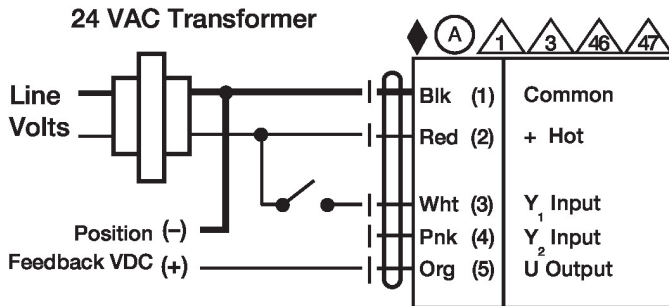 24 VAC Transformer
A 1 3 46 47
Line
Volts
Blk (1) Common
Red (2) + Hot
Wht (3) Y1 Input
Pnk (4) Y2 Input
Org (5) U Output
Position (–)
Feedback VDC (+)